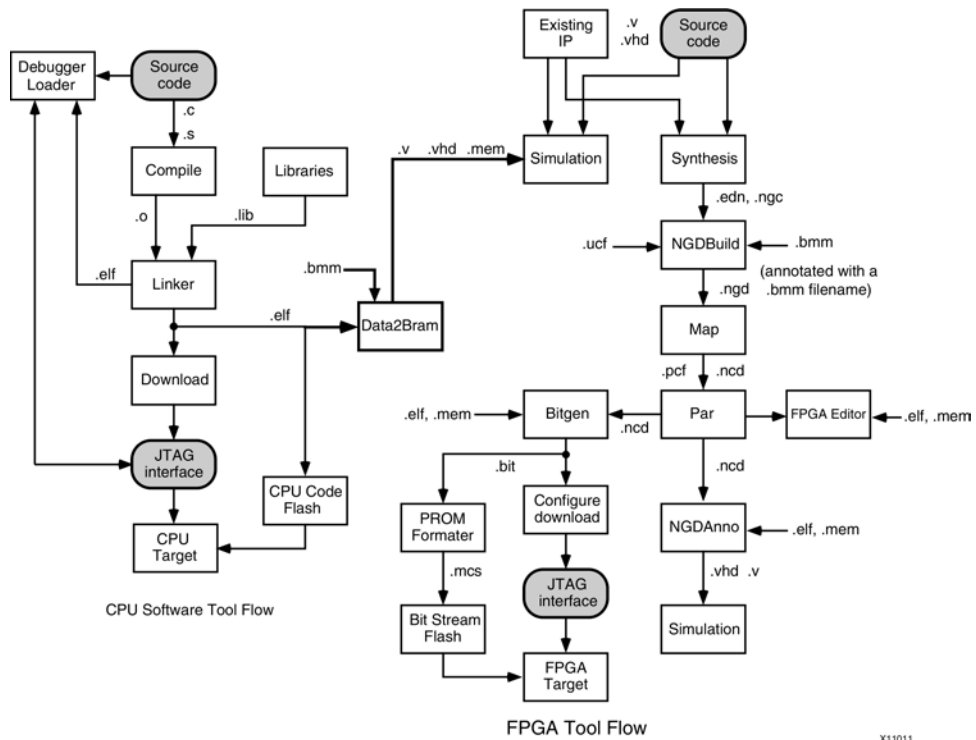 Debugger
Loader
Source
code
.c
.s
Compile
Libraries
.o
.lib
.elf
Linker
.elf
Download
JTAG
interface
CPU
Target
CPU Code
Flash
CPU Software Tool Flow
.bmm
Data2Bram
.v .vhd .mem
Existing
IP
.v
.vhd
Source
code
Simulation
Synthesis
.edn, .ngc
.ucf
NGDBuild
.bmm
(annotated with a
.bmm filename)
.ngd
Map
.pcf .ncd
.elf, .mem
Bitgen
.ncd
Par
FPGA Editor
.elf, .mem
.bit
.ncd
PROM
Formater
Configure
download
NGDAnno
.elf, .mem
.mcs
JTAG
interface
.vhd .v
Bit Stream
Flash
Simulation
FPGA
Target
FPGA Tool Flow
X11011